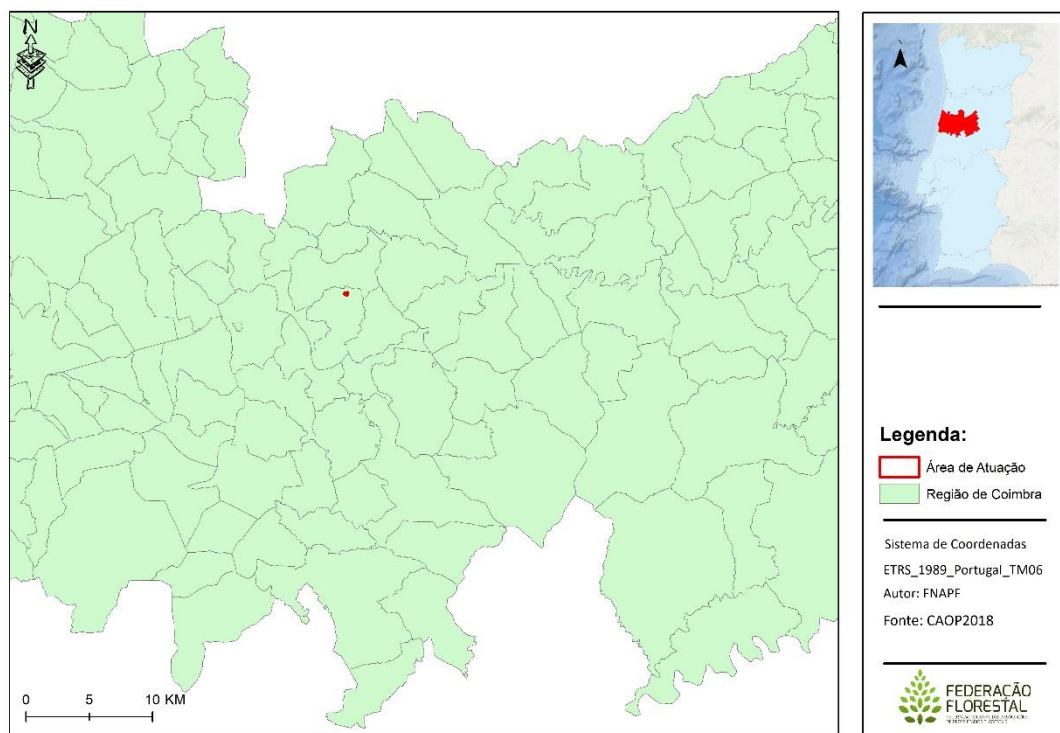 N
0 5 10 KM
Legenda:
Área de Atuação
Região de Coimbra
Sistema de Coordenadas
ETRS_1989_Portugal_TM06
Autor: FNAPF
Fonte: CAOP2018
FEDERAÇÃO
FLORESTAL